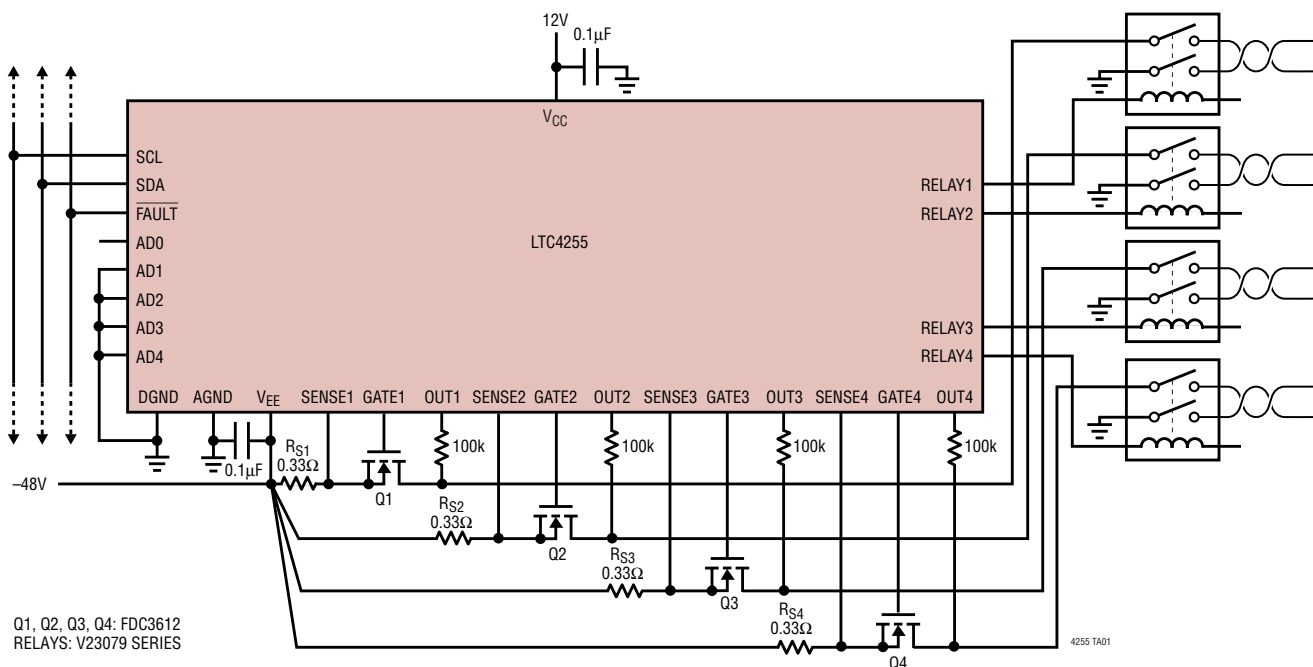 12V
0.1µF
VCC
SCL
SDA
FAULT
AD0
AD1
AD2
AD3
AD4
LTC4255
RELAY1
RELAY2
RELAY3
RELAY4
DGND AGND VEE SENSE1 GATE1 OUT1 SENSE2 GATE2 OUT2 SENSE3 GATE3 OUT3 SENSE4 GATE4 OUT4
0.1µF
RS1
0.33Ω
100k
100k
100k
100k
–48V
Q1
RS2
0.33Ω
Q2
RS3
0.33Ω
Q3
RS4
0.33Ω
Q4
Q1, Q2, Q3, Q4: FDC3612
RELAYS: V23079 SERIES
4255 TA01